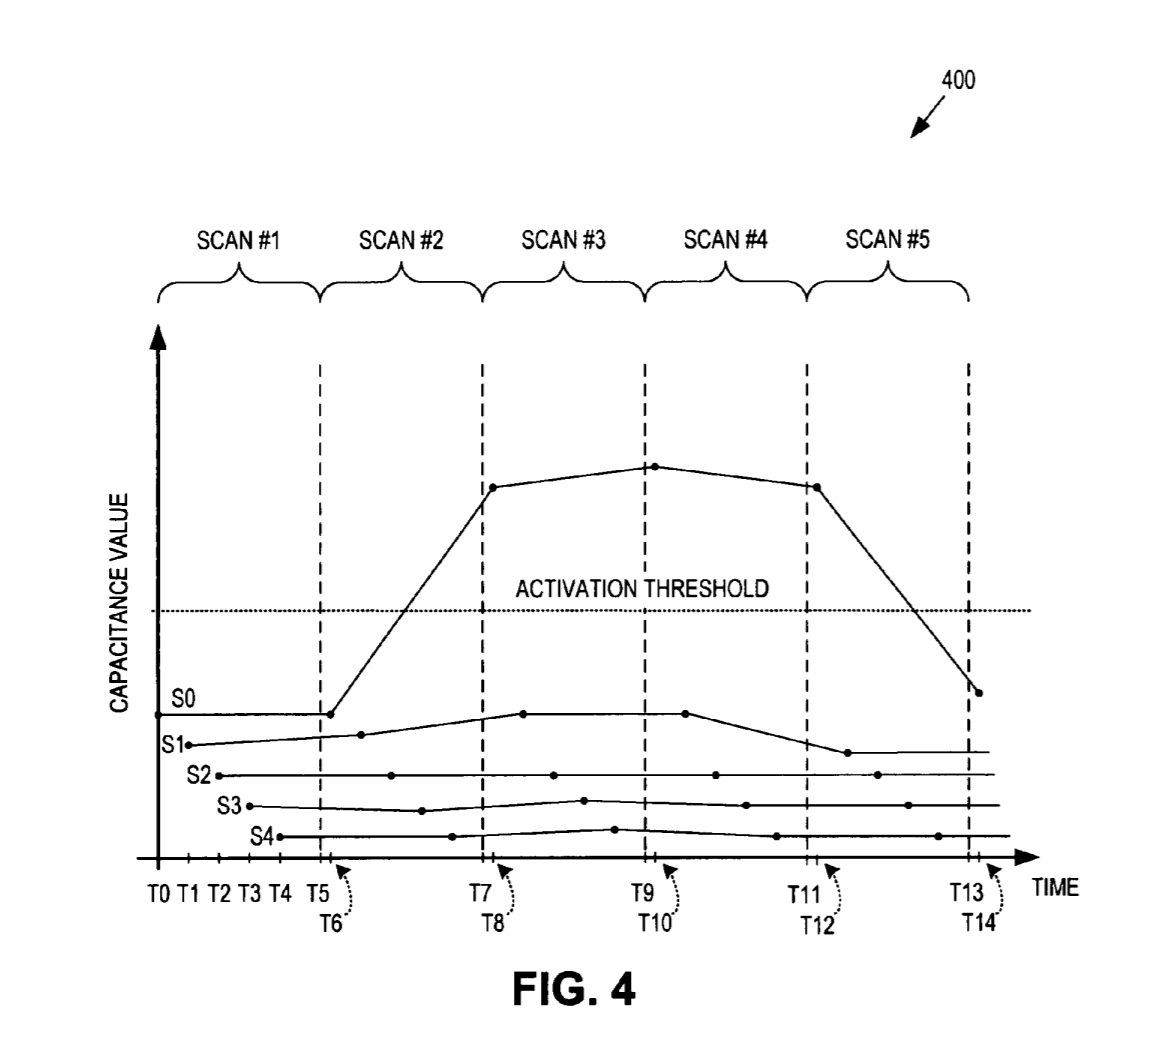 400
SCAN #1 SCAN #2 SCAN #3 SCAN #4 SCAN #5
CAPACITANCE VALUE
ACTIVATION THRESHOLD
S0
S1
S2
S3
S4
T0 T1 T2 T3 T4 T5 T7 T9 T11 T13 TIME
T6 T8 T10 T12 T14
FIG. 4